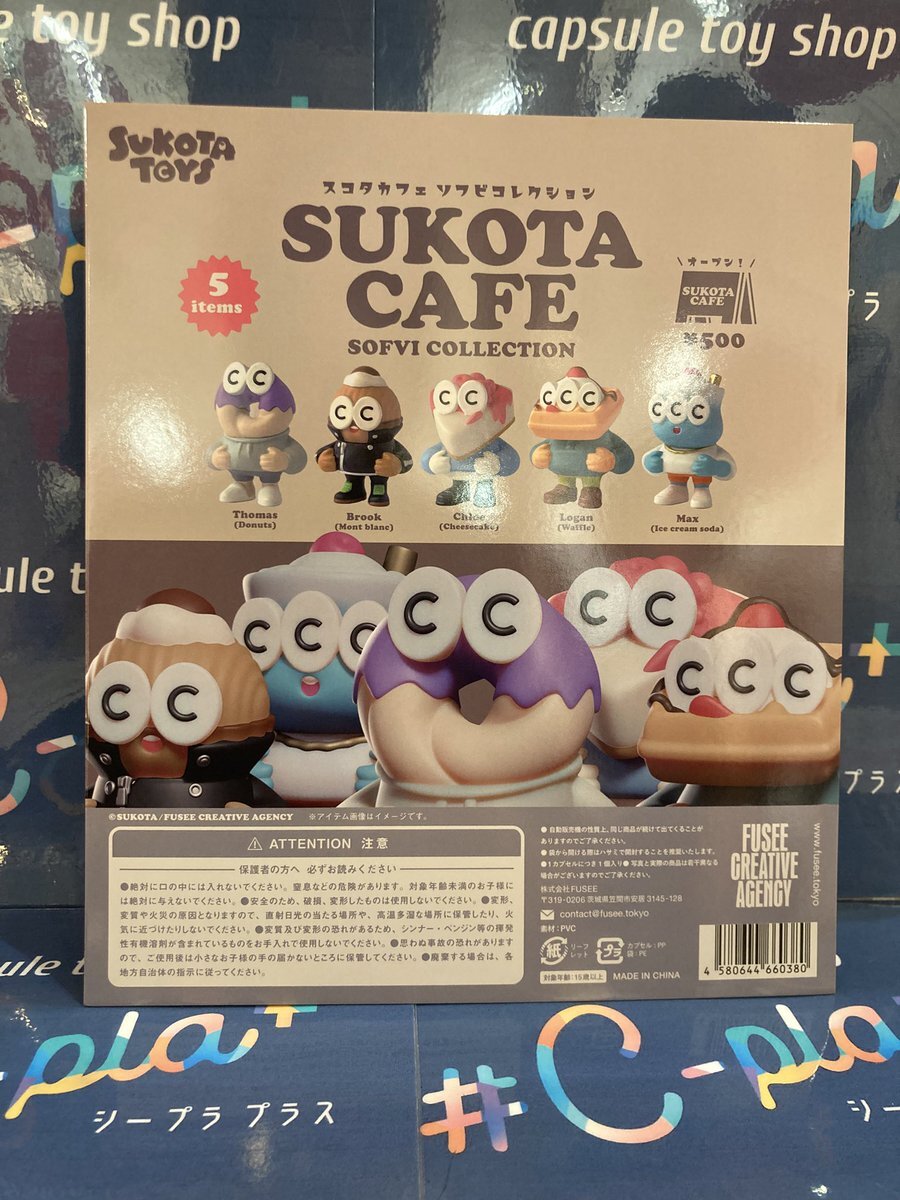 toy shop
capsule toy shop
SUKOTA
TOYS
スコタカフェ ソフビコレクション
SUKOTA
CAFE
SOFVI COLLECTION
5
items
\ オープン! /
SUKOTA
CAFE
¥500
CC
CC
CC
CCC
CCC
Thomas
(Donuts)
Brook
(Mont blanc)
Chloe
(Cheesecake)
Logan
(Waffle)
Max
(Ice cream soda)
sule t
CC
CCC
CC
CC
CCC
©SUKOTA/FUSEE CREATIVE AGENCY ※アイテム画像はイメージです。
⚠ ATTENTION 注意
保護者の方へ 必ずお読みください
●絶対に口の中には入れないでください。窒息などの危険があります。対象年齢未満のお子様に
は絶対に与えないでください。●安全のため、破損、変形したものは使用しないでください。●変形、
変質や火災の原因となりますので、直射日光の当たる場所や、高温多湿な場所に保管したり、火
気に近づけたりしないでください。●変質及び変形の恐れがあるため、シンナー・ベンジン等の揮発
性有機溶剤が含まれているものをお手入れで使用しないでください。●思わぬ事故の恐れがあります
ので、ご使用後は小さなお子様の手の届かないところに保管してください。●廃棄する場合は、各
地方自治体の指示に従ってください。
●自動販売機の性質上、同じ商品が続けて出てくることが
ありますのでご了承ください。
●袋から開ける際はハサミで開封することを推奨いたします。
●1カプセルにつき1個入り●写真と実際の商品は若干異なる
場合がございますのでご了承ください。
株式会社FUSEE
〒319-0206 茨城県笠間市安居 3145-128
contact@fusee.tokyo
素材:PVC
紙 リーフレット
プラ カプセル:PP
袋:PE
対象年齢:15歳以上 MADE IN CHINA
FUSEE
CREATIVE
AGENCY
www.fusee.tokyo
4 580644 660380
capsule
-pla+
シープラ プラス
#C-pla
シー
プラス